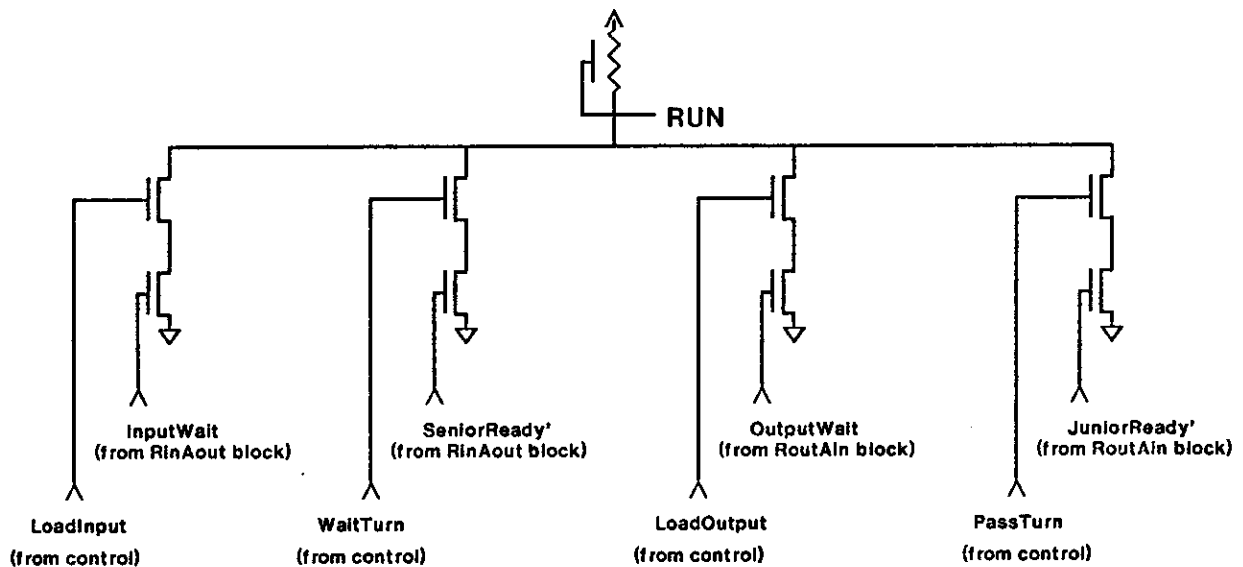 RUN
InputWait
(from RinAout block)
SeniorReady'
(from RinAout block)
OutputWait
(from RoutAin block)
JuniorReady'
(from RoutAin block)
LoadInput
(from control)
WaitTurn
(from control)
LoadOutput
(from control)
PassTurn
(from control)